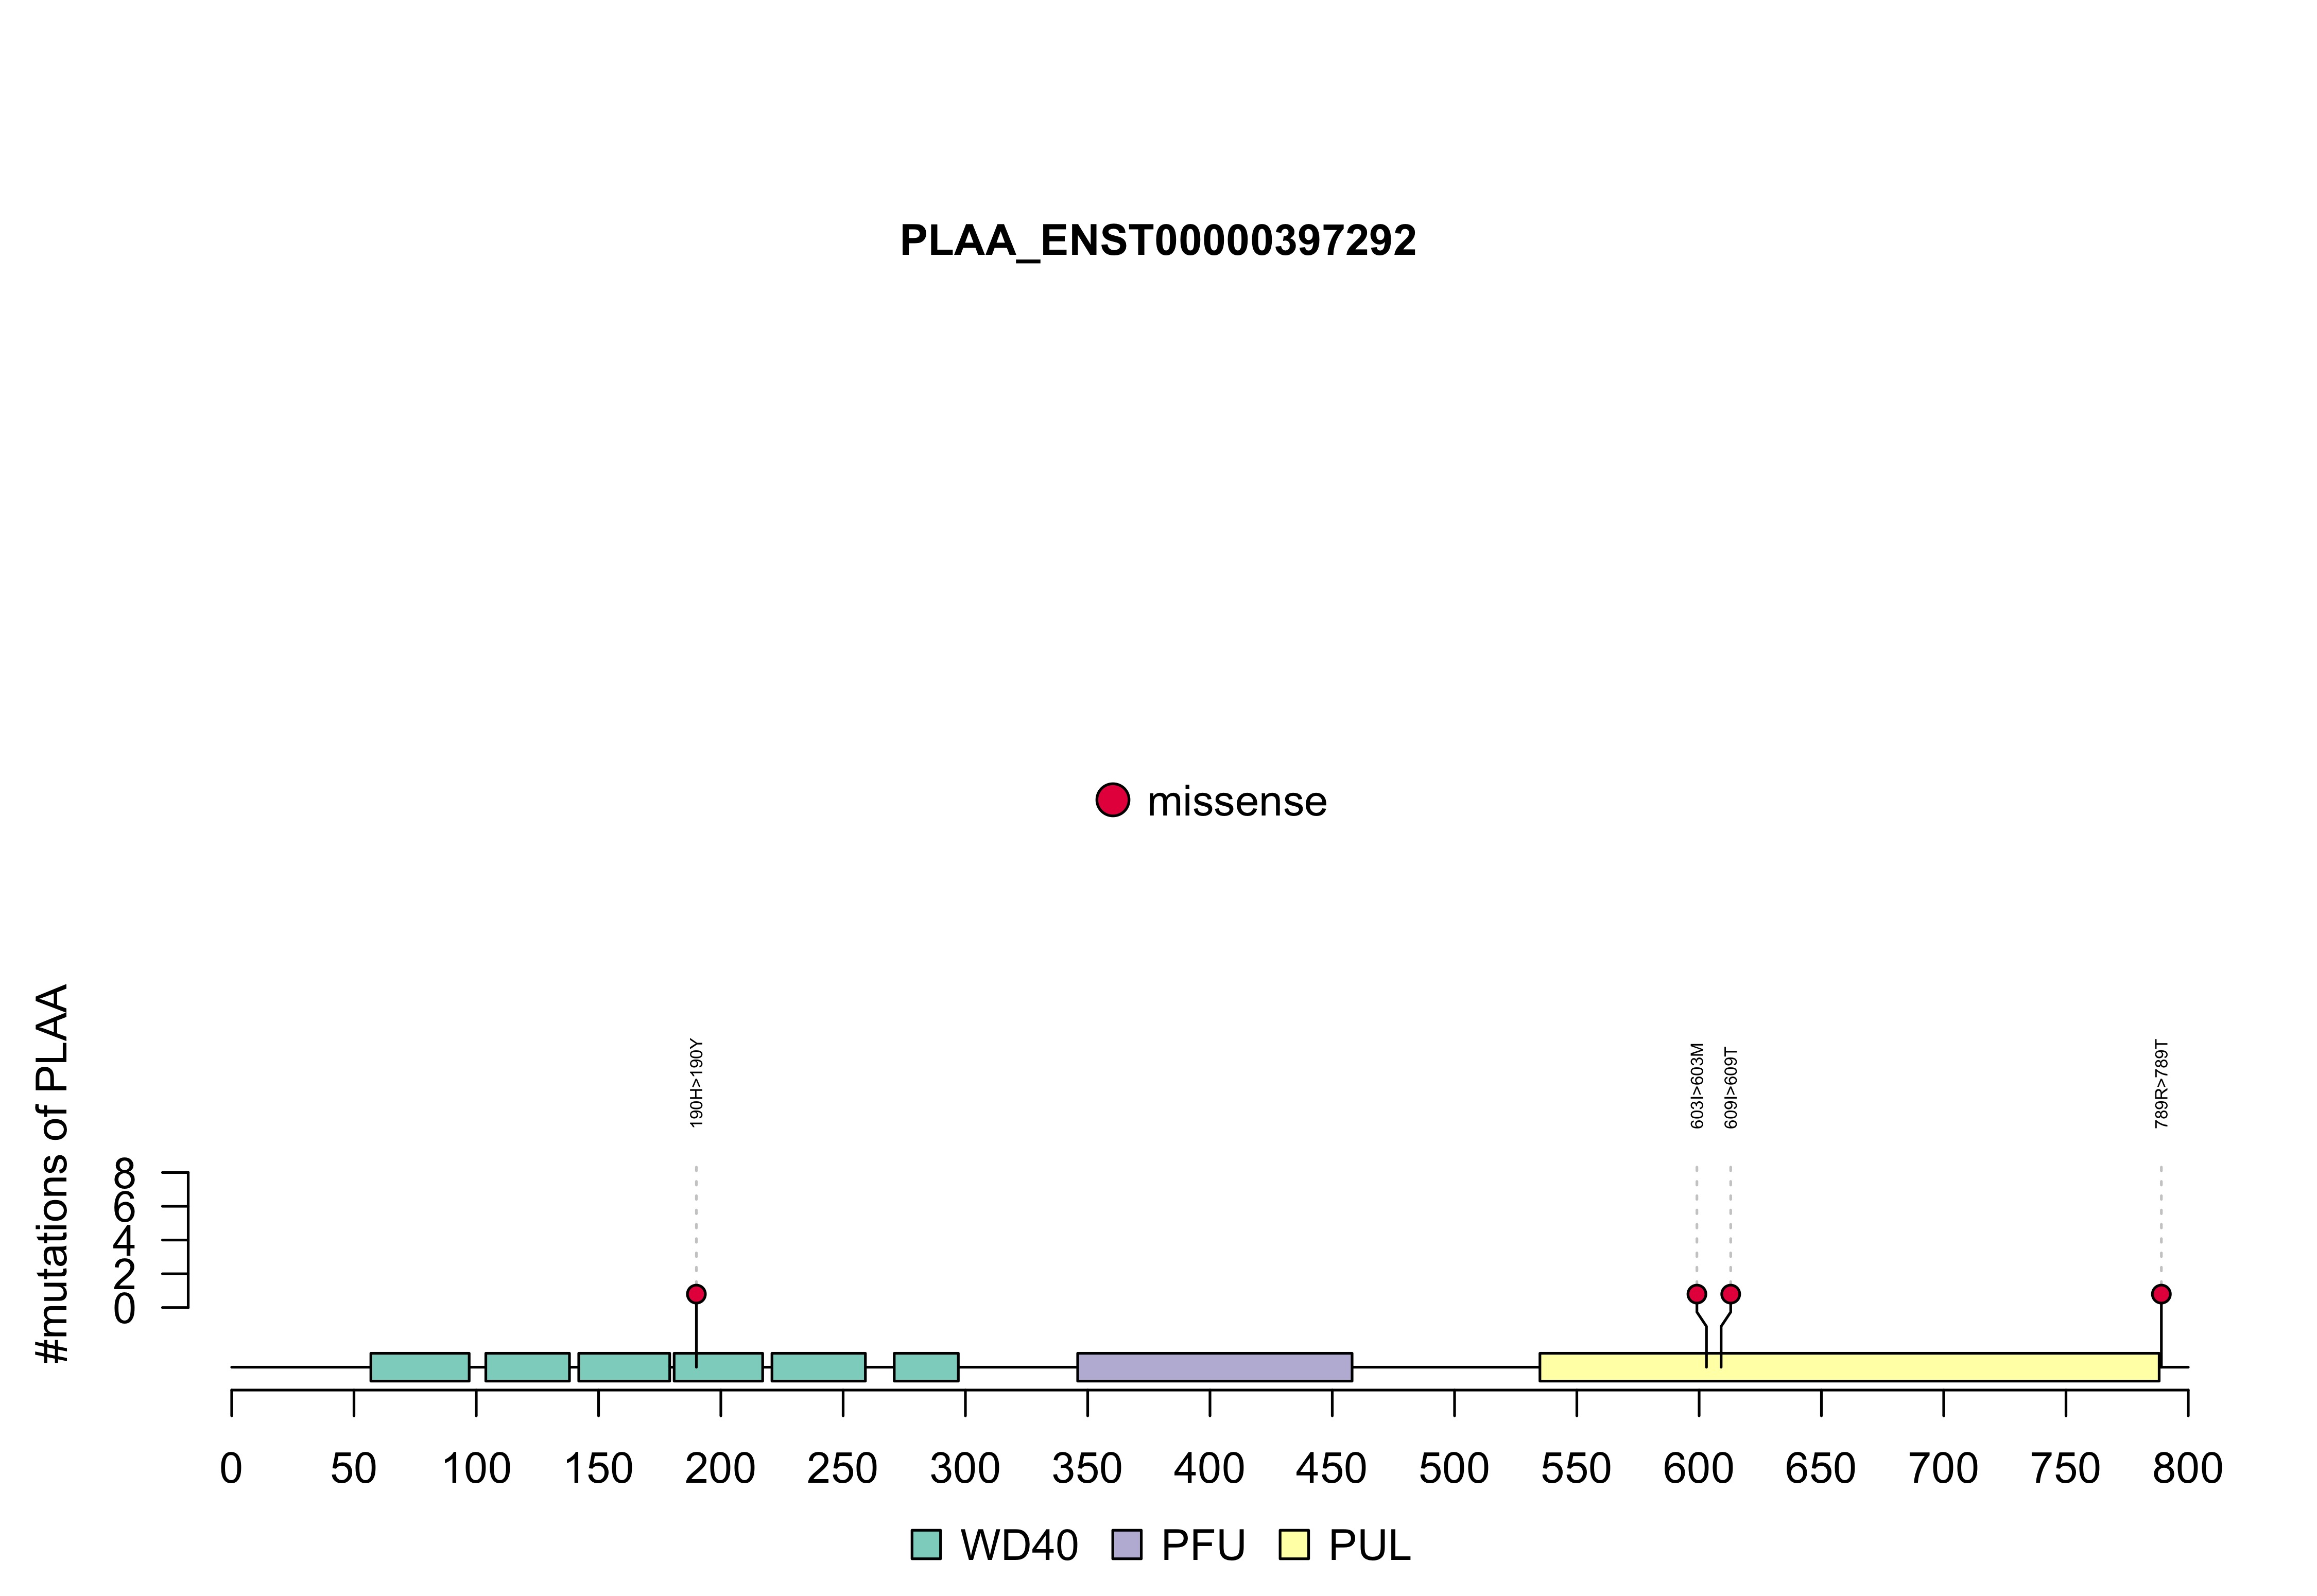 PLAA_ENST00000397292
missense
#mutations of PLAA
190H>190Y
603I>603M
609I>609T
789R>789T
8
6
4
2
0
0 50 100 150 200 250 300 350 400 450 500 550 600 650 700 750 800
WD40 PFU PUL